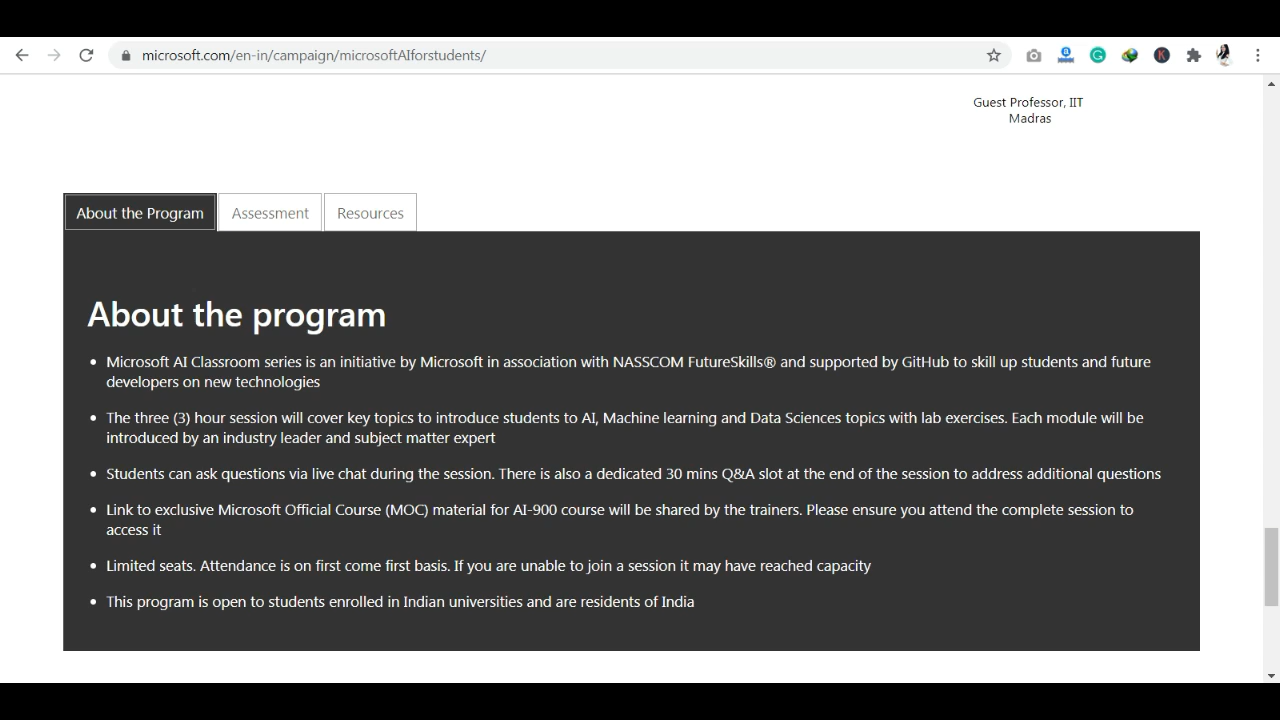 microsoft.com/en-in/campaign/microsoftAIforstudents/
Guest Professor, IIT
Madras
About the Program
Assessment
Resources
About the program
• Microsoft AI Classroom series is an initiative by Microsoft in association with NASSCOM FutureSkills® and supported by GitHub to skill up students and future
developers on new technologies
• The three (3) hour session will cover key topics to introduce students to AI, Machine learning and Data Sciences topics with lab exercises. Each module will be
introduced by an industry leader and subject matter expert
• Students can ask questions via live chat during the session. There is also a dedicated 30 mins Q&A slot at the end of the session to address additional questions
• Link to exclusive Microsoft Official Course (MOC) material for AI-900 course will be shared by the trainers. Please ensure you attend the complete session to
access it
• Limited seats. Attendance is on first come first basis. If you are unable to join a session it may have reached capacity
• This program is open to students enrolled in Indian universities and are residents of India